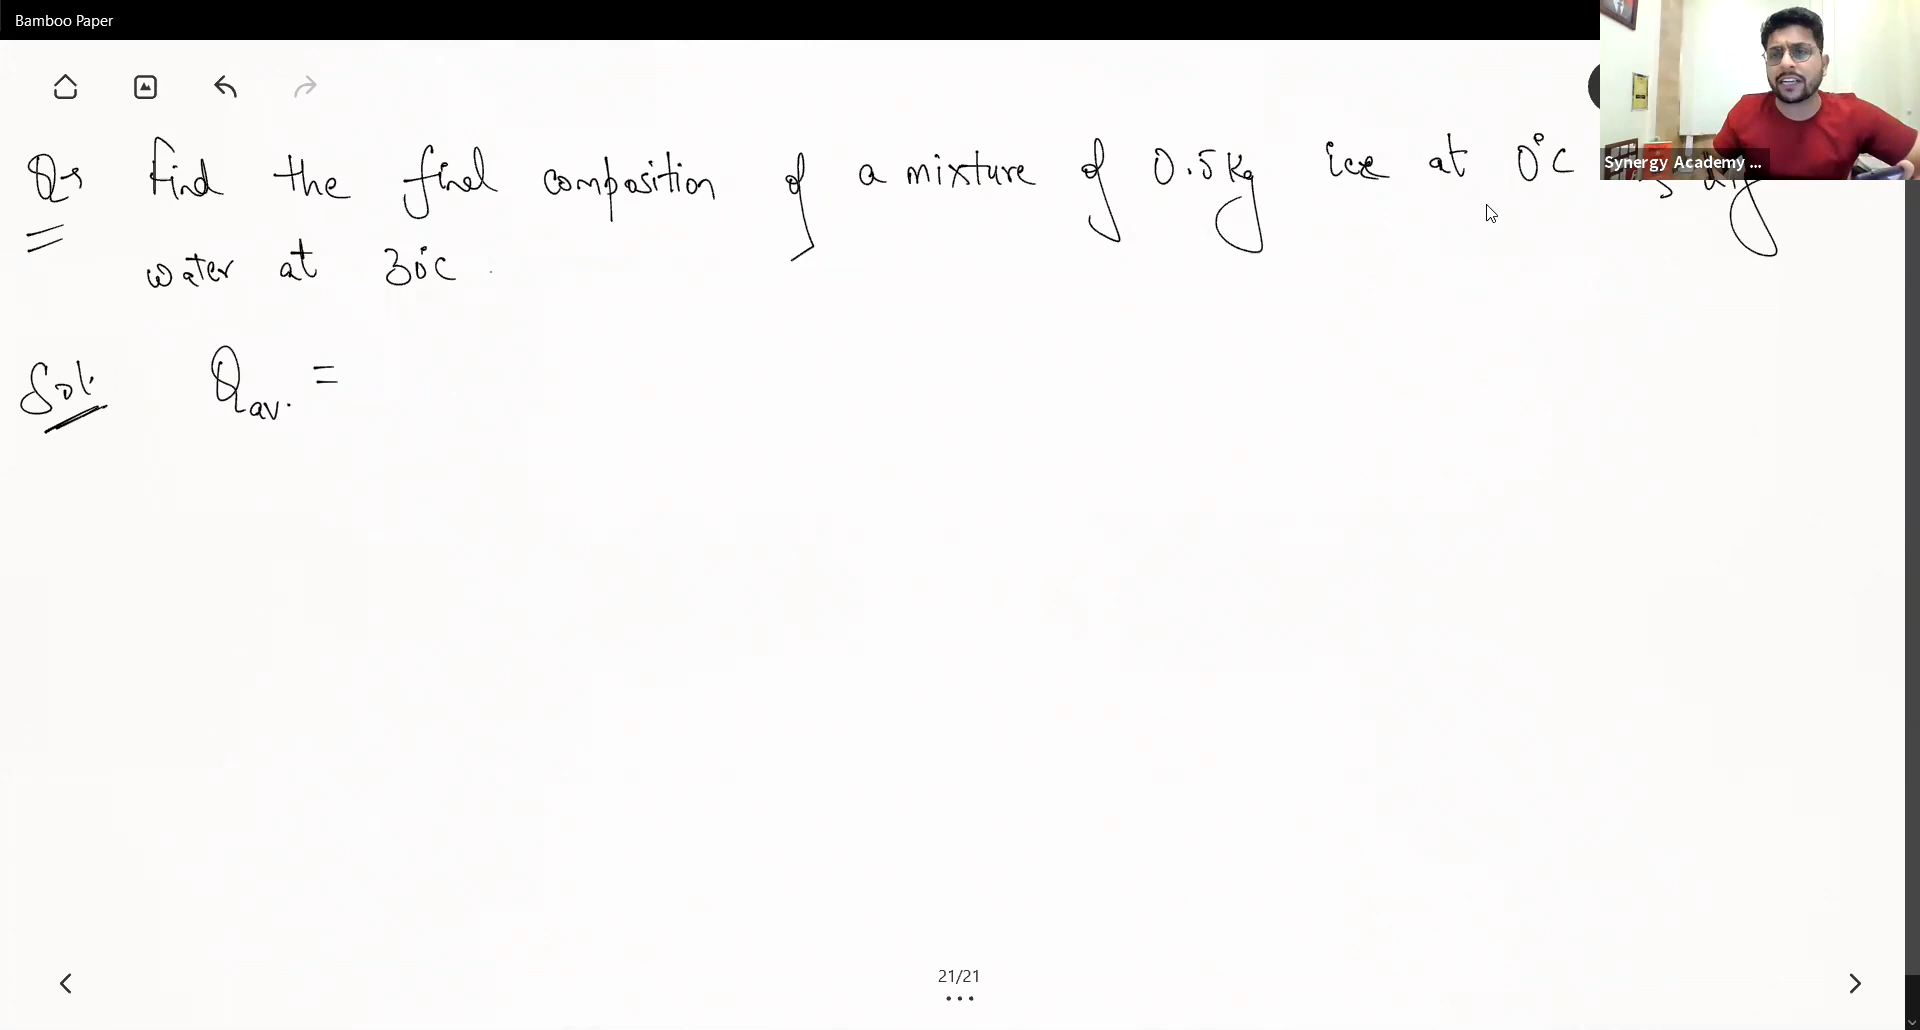 Bamboo Paper
Synergy Academy ...
Q→ Find the final composition of a mixture of 0.5 Kg ice at 0°C
water at 30°C.
Sol. Qav. =
21/21